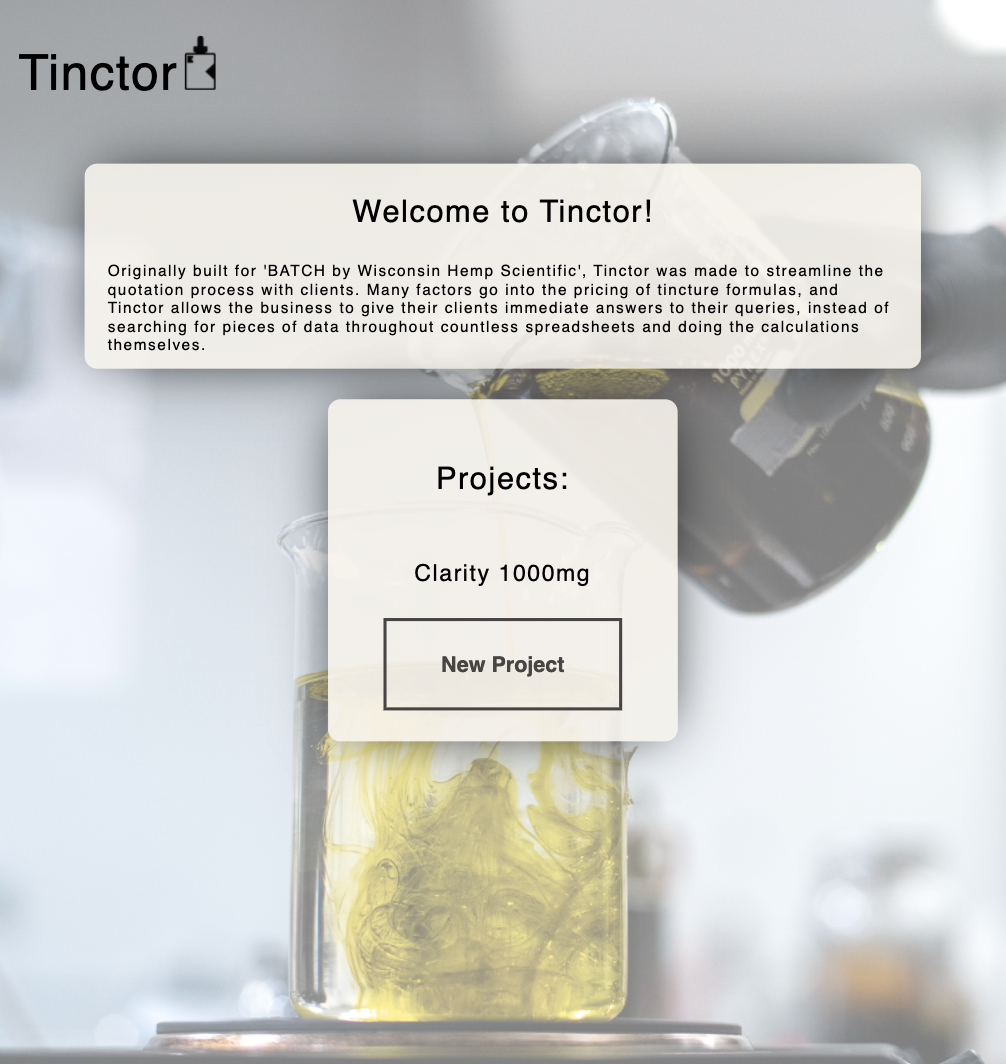 Tinctor
Welcome to Tinctor!
Originally built for 'BATCH by Wisconsin Hemp Scientific', Tinctor was made to streamline the
quotation process with clients. Many factors go into the pricing of tincture formulas, and
Tinctor allows the business to give their clients immediate answers to their queries, instead of
searching for pieces of data throughout countless spreadsheets and doing the calculations
themselves.
Projects:
Clarity 1000mg
New Project